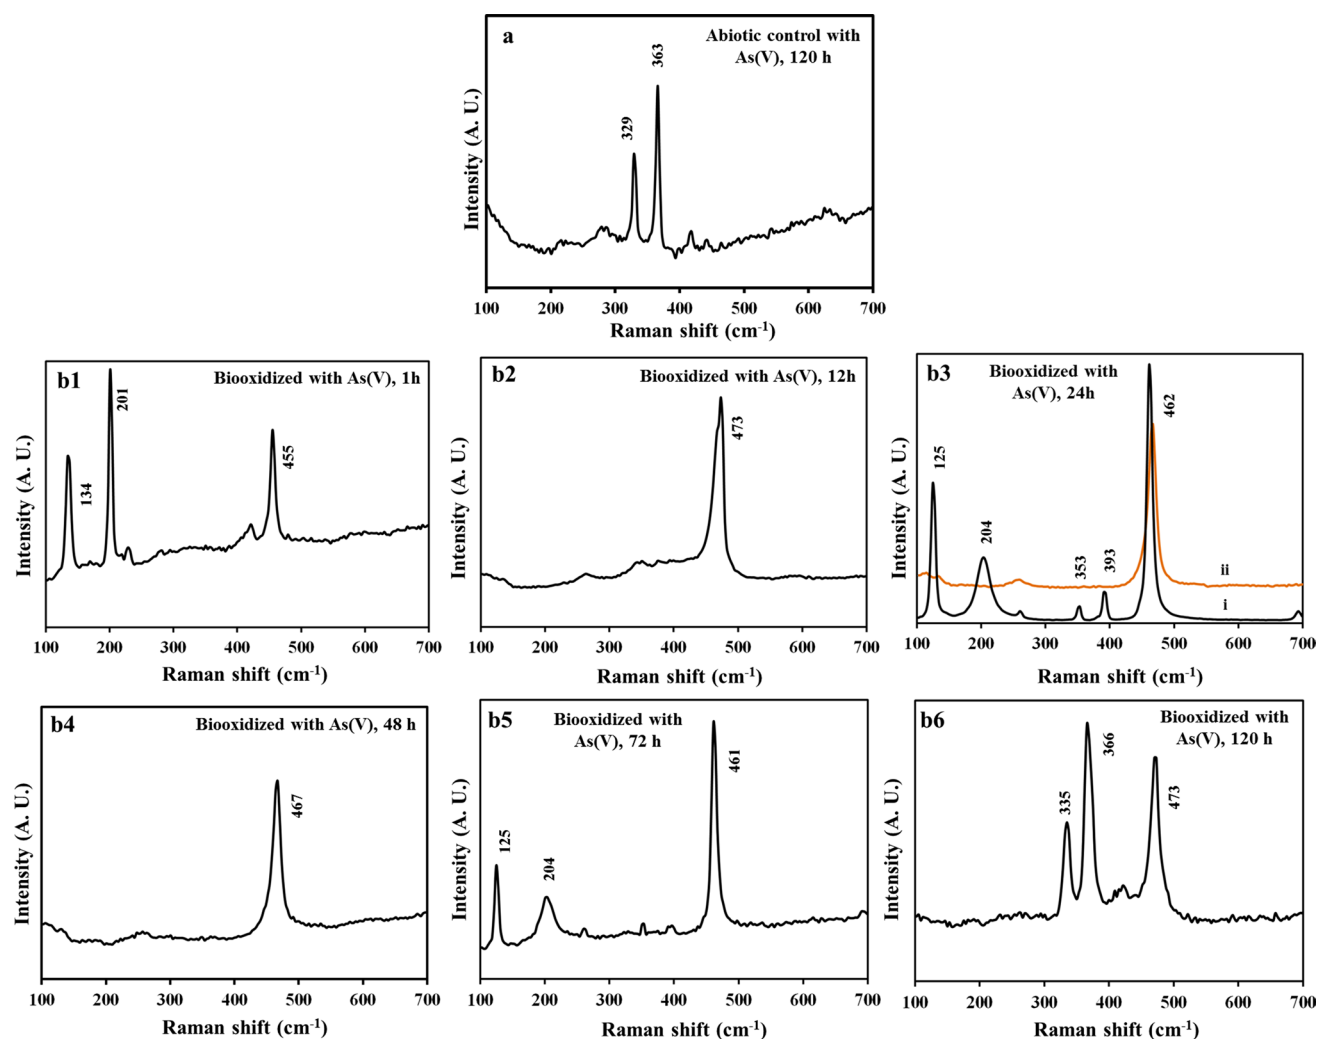 a
Abiotic control with
As(V), 120 h
329
363
Intensity (A. U.)
100 200 300 400 500 600 700
Raman shift (cm-1)
b1
Biooxidized with As(V), 1h
134
201
455
Intensity (A. U.)
100 200 300 400 500 600 700
Raman shift (cm-1)
b2
Biooxidized with As(V), 12h
473
Intensity (A. U.)
100 200 300 400 500 600 700
Raman shift (cm-1)
b3
Biooxidized with
As(V), 24h
125
204
353
393
462
ii
i
Intensity (A. U.)
100 200 300 400 500 600 700
Raman shift (cm-1)
b4
Biooxidized with As(V), 48 h
467
Intensity (A. U.)
100 200 300 400 500 600 700
Raman shift (cm-1)
b5
Biooxidized with
As(V), 72 h
125
204
461
Intensity (A. U.)
100 200 300 400 500 600 700
Raman shift (cm-1)
b6
Biooxidized with
As(V), 120 h
335
366
473
Intensity (A. U.)
100 200 300 400 500 600 700
Raman shift (cm-1)